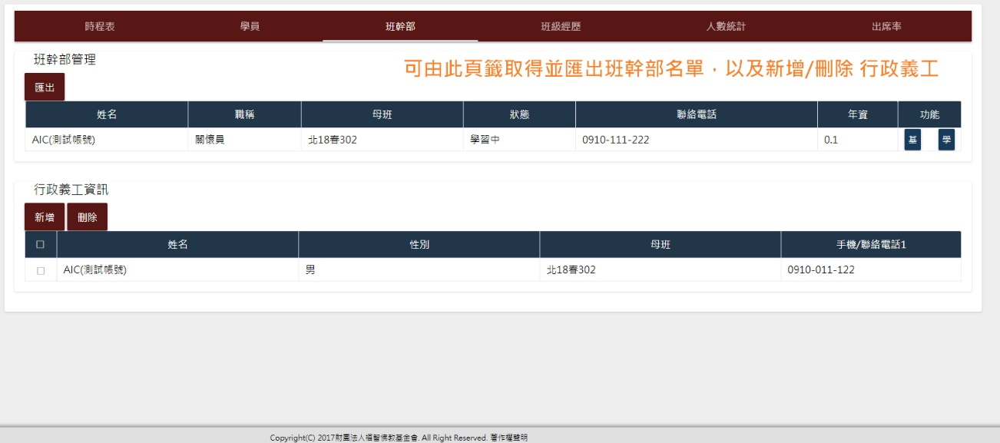 時程表 學員 班幹部 班級經歷 人數統計 出席率
班幹部管理
可由此頁籤取得並匯出班幹部名單，以及新增/刪除 行政義工
匯出
姓名 職稱 母班 狀態 聯絡電話 年資 功能
AIC(測試帳號) 關懷員 北18春302 學習中 0910-111-222 0.1 基 學
行政義工資訊
新增 刪除
姓名 性別 母班 手機/聯絡電話1
AIC(測試帳號) 男 北18春302 0910-011-122
Copyright(C) 2017財團法人福智佛教基金會. All Right Reserved. 著作權聲明